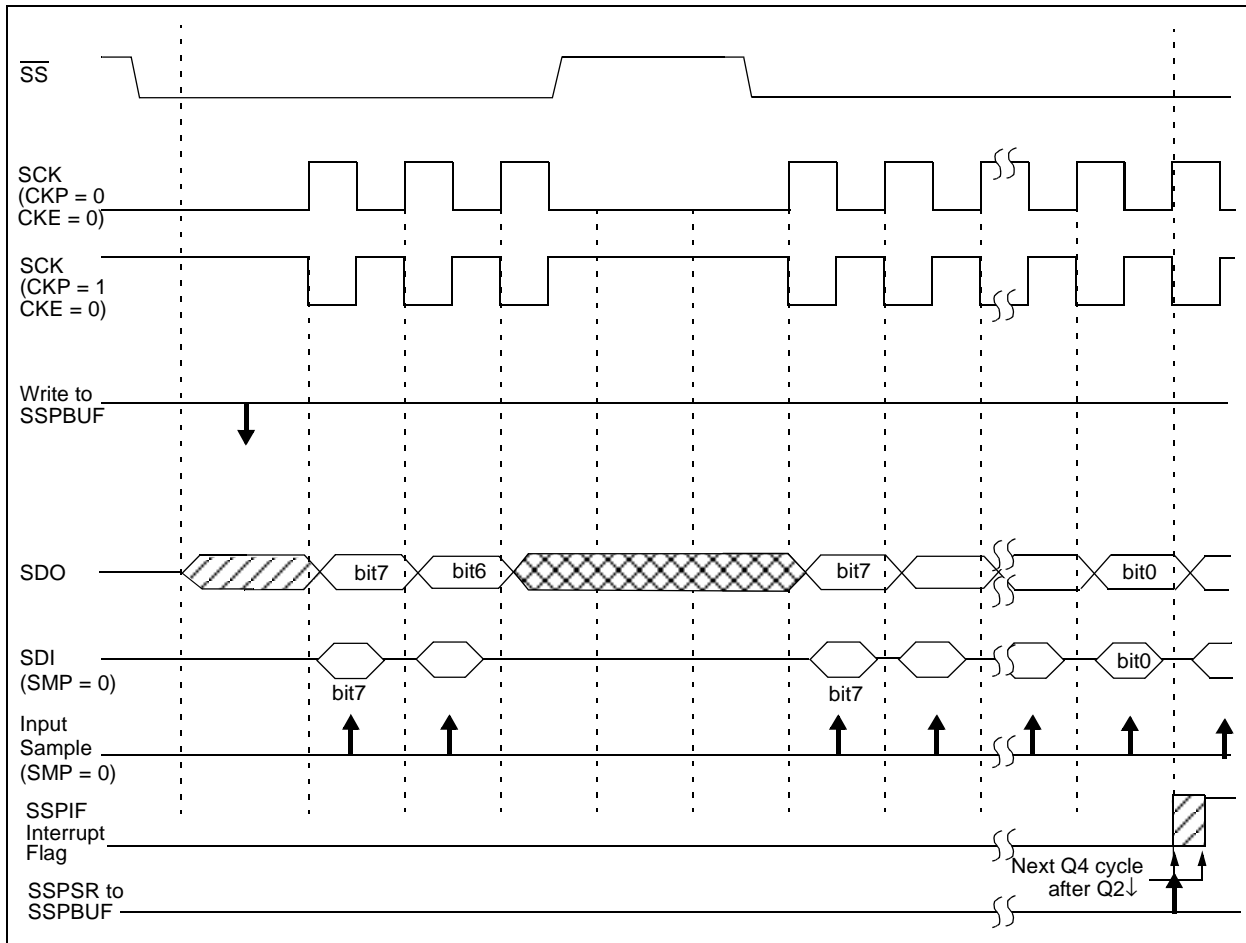 SS
SCK
(CKP = 0
CKE = 0)
SCK
(CKP = 1
CKE = 0)
Write to
SSPBUF
SDO
bit7
bit6
bit7
bit0
SDI
(SMP = 0)
bit7
bit7
bit0
Input
Sample
(SMP = 0)
SSPIF
Interrupt
Flag
Next Q4 cycle
after Q2↓
SSPSR to
SSPBUF